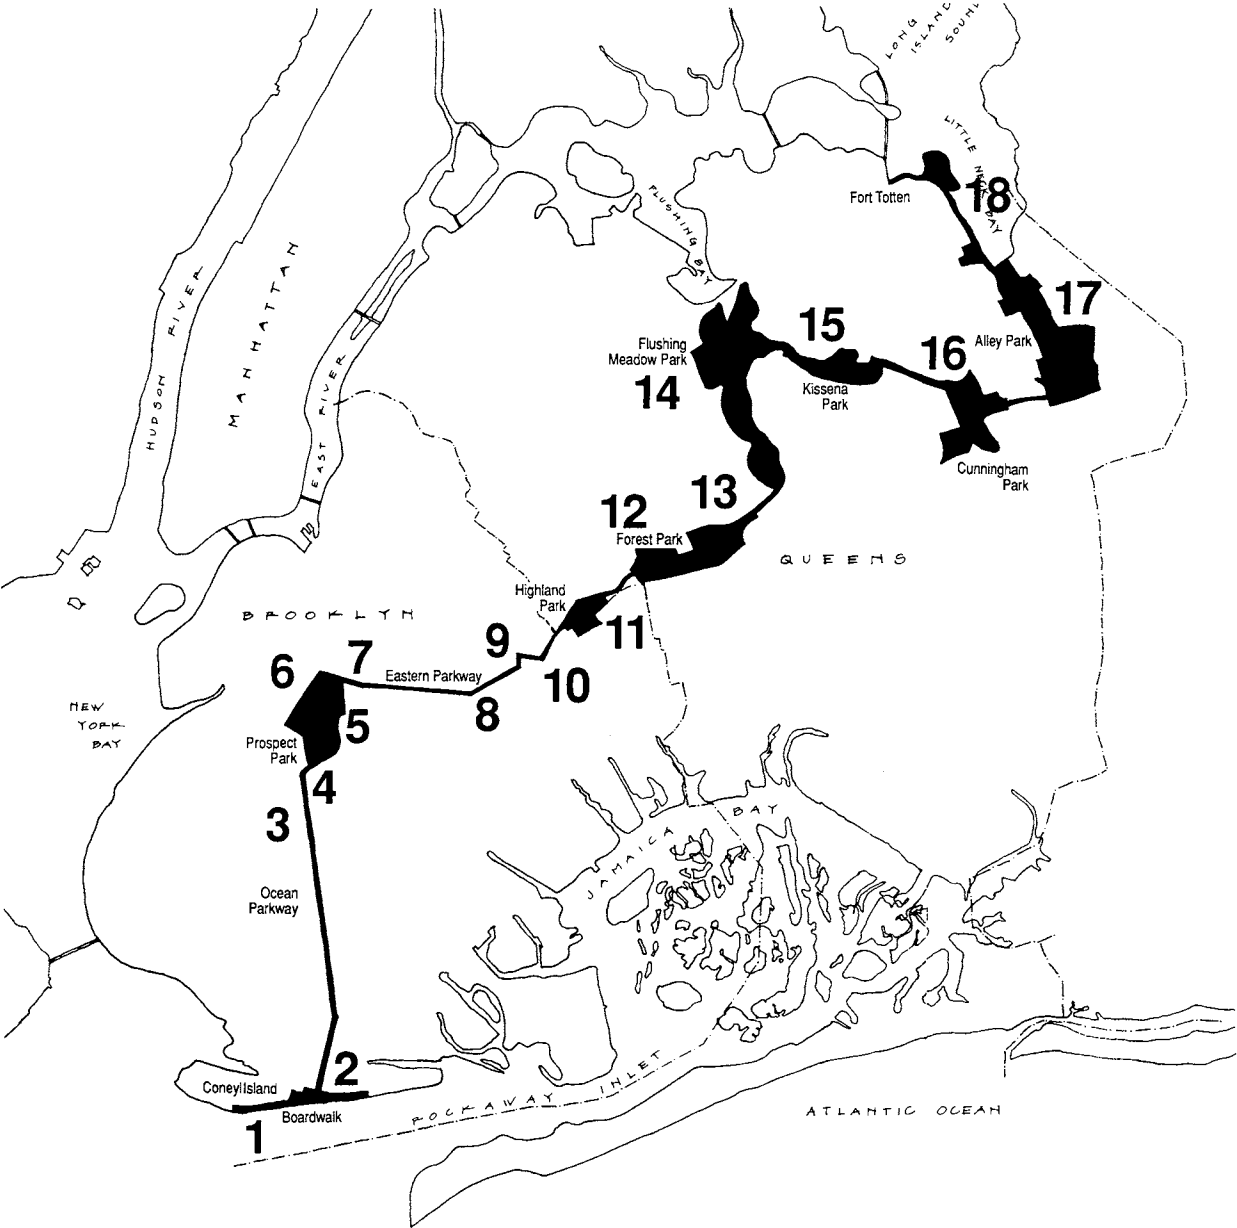 LONG
ISLAND
LITTLE NECK BAY
18
Fort Totten
FLUSHING BAY
MANHATTAN
HUDSON RIVER
EAST RIVER
17
15
16
Alley Park
Flushing
Meadow Park
14
Kissena
Park
Cunningham
Park
13
12
Forest Park
QUEENS
Highland
Park
11
BROOKLYN
9
10
6
7
Eastern Parkway
8
5
NEW
YORK
BAY
Prospect
Park
4
3
JAMAICA BAY
Ocean
Parkway
2
Coney Island
Boardwalk
1
ROCKAWAY INLET
ATLANTIC OCEAN